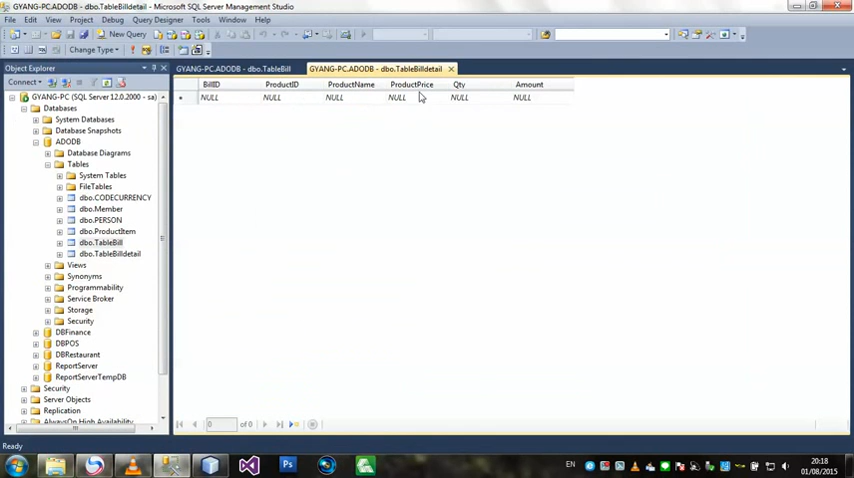 GYANG-PC.ADODB - dbo.TableBilldetail - Microsoft SQL Server Management Studio
File Edit View Project Debug Query Designer Tools Window Help
New Query
Change Type
Object Explorer
Connect
GYANG-PC (SQL Server 12.0.2000 - sa)
Databases
System Databases
Database Snapshots
ADODB
Database Diagrams
Tables
System Tables
FileTables
dbo.CODECURRENCY
dbo.Member
dbo.PERSON
dbo.ProductItem
dbo.TableBill
dbo.TableBilldetail
Views
Synonyms
Programmability
Service Broker
Storage
Security
DBFinance
DBPOS
DBRestaurant
ReportServer
ReportServerTempDB
Security
Server Objects
Replication
AlwaysOn High Availability
GYANG-PC.ADODB - dbo.TableBill GYANG-PC.ADODB - dbo.TableBilldetail
BillID ProductID ProductName ProductPrice Qty Amount
NULL NULL NULL NULL NULL NULL
0 of 0
Ready
Ps
EN
20:18
01/08/2015